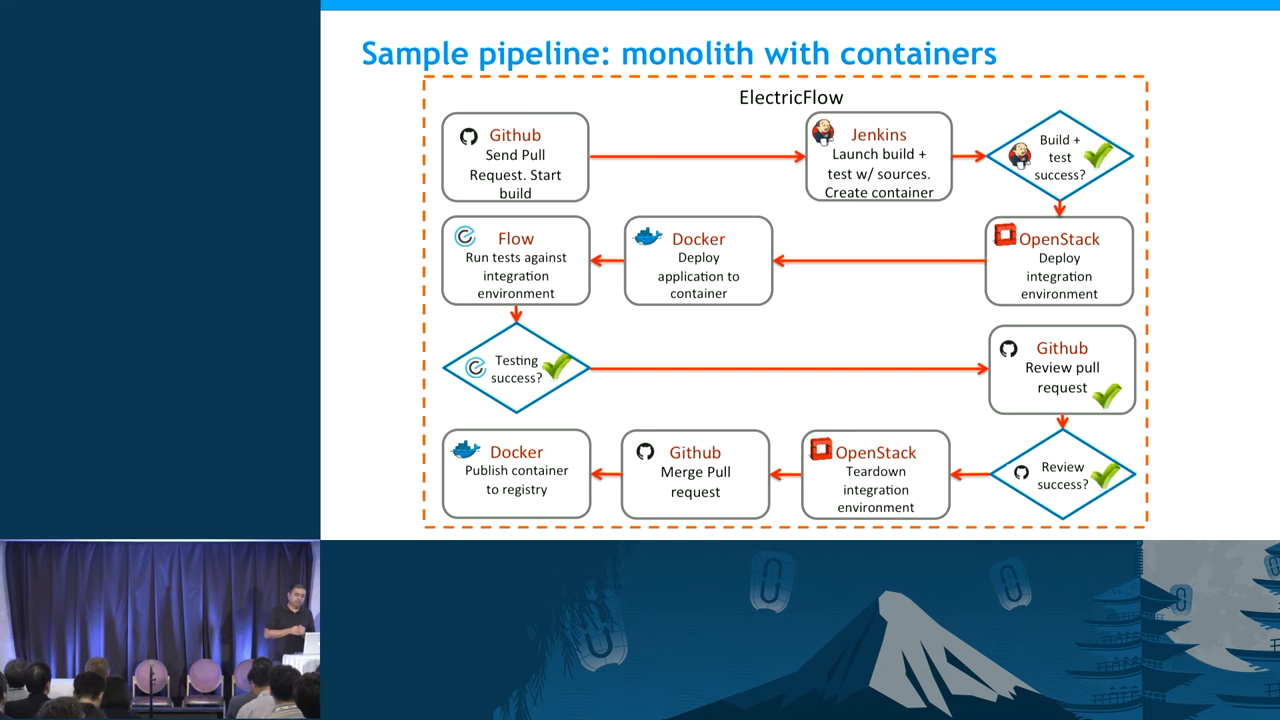 Sample pipeline: monolith with containers
ElectricFlow
Github
Send Pull
Request. Start
build
Jenkins
Launch build +
test w/ sources.
Create container
Build +
test
success?
Flow
Run tests against
integration
environment
Docker
Deploy
application to
container
OpenStack
Deploy
integration
environment
Testing
success?
Github
Review pull
request
Docker
Publish container
to registry
Github
Merge Pull
request
OpenStack
Teardown
integration
environment
Review
success?